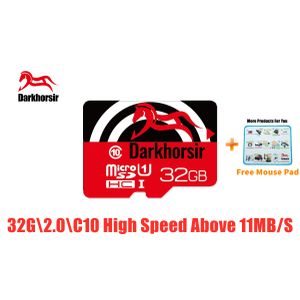 Darkhorsir
More Products For You
10
Darkhorsir
micro SD HC I U1
32GB
+
Free Mouse Pad
32G\2.0\C10 High Speed Above 11MB/S